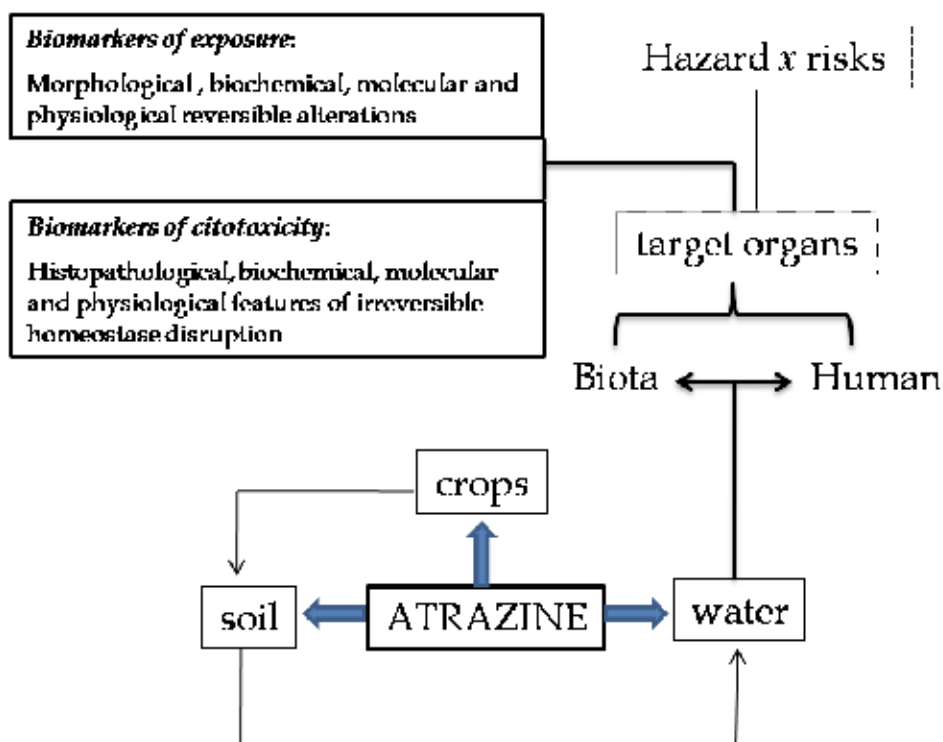 Biomarkers of exposure:
Morphological, biochemical, molecular and
physiological reversible alterations
Hazard x risks
Biomarkers of citotoxicity:
Histopathological, biochemical, molecular
and physiological features of irreversible
homeostase disruption
target organs
Biota
Human
crops
soil
ATRAZINE
water